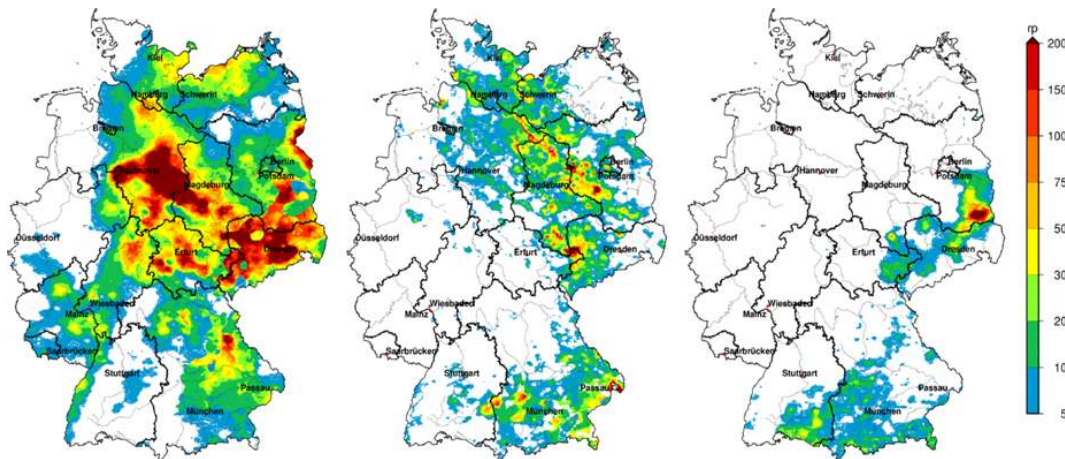 Kiel
Hamburg
Schwerin
Bremen
Berlin
Hannover
Potsdam
Magdeburg
Düsseldorf
Erfurt
Dresden
Wiesbaden
Mainz
Saarbrücken
Stuttgart
Passau
München
Kiel
Hamburg
Schwerin
Bremen
Berlin
Hannover
Potsdam
Magdeburg
Düsseldorf
Erfurt
Dresden
Wiesbaden
Mainz
Saarbrücken
Stuttgart
Passau
München
Kiel
Hamburg
Schwerin
Bremen
Berlin
Hannover
Potsdam
Magdeburg
Düsseldorf
Erfurt
Dresden
Wiesbaden
Mainz
Saarbrücken
Stuttgart
Passau
München
rp
200
150
100
75
50
30
20
10
5